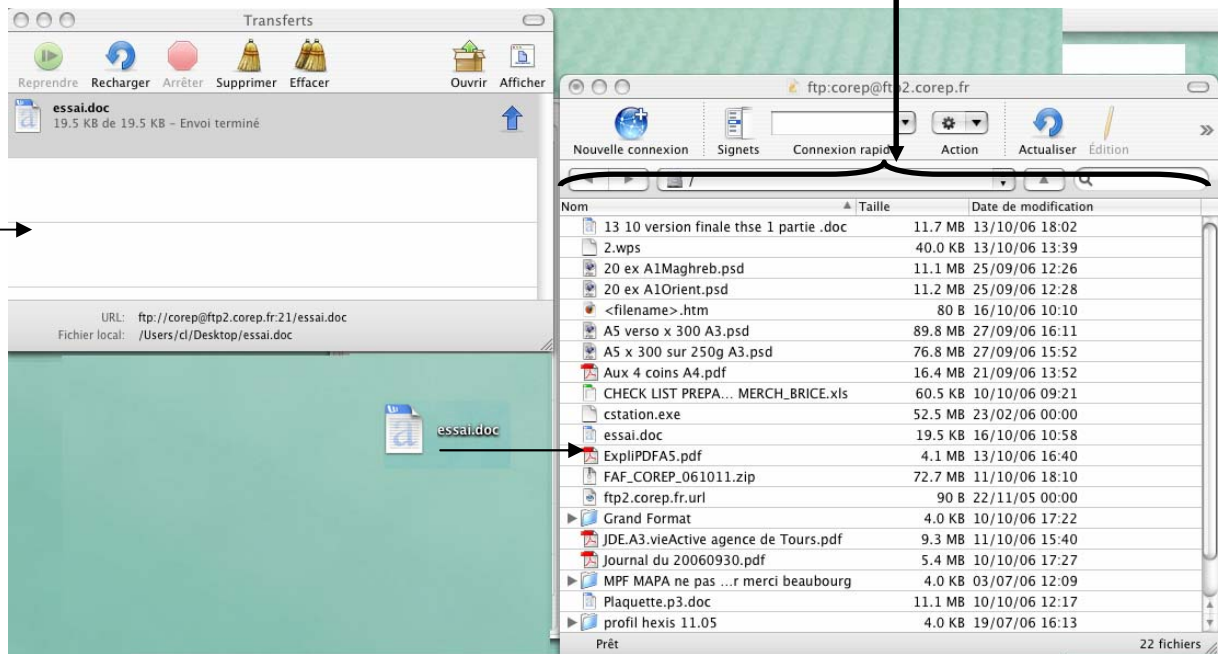 Transferts
Reprendre Recharger Arrêter Supprimer Effacer Ouvrir Afficher
essai.doc
19.5 KB de 19.5 KB – Envoi terminé
URL: ftp://corep@ftp2.corep.fr:21/essai.doc
Fichier local: /Users/cl/Desktop/essai.doc
essai.doc
ftp:corep@ftp2.corep.fr
Nouvelle connexion Signets Connexion rapide Action Actualiser Édition
/
Nom Taille Date de modification
13 10 version finale thse 1 partie .doc 11.7 MB 13/10/06 18:02
2.wps 40.0 KB 13/10/06 13:39
20 ex A1Maghreb.psd 11.1 MB 25/09/06 12:26
20 ex A1Orient.psd 11.2 MB 25/09/06 12:28
<filename>.htm 80 B 16/10/06 10:10
A5 verso x 300 A3.psd 89.8 MB 27/09/06 16:11
A5 x 300 sur 250g A3.psd 76.8 MB 27/09/06 15:52
Aux 4 coins A4.pdf 16.4 MB 21/09/06 13:52
CHECK LIST PREPA... MERCH_BRICE.xls 60.5 KB 10/10/06 09:21
cstation.exe 52.5 MB 23/02/06 00:00
essai.doc 19.5 KB 16/10/06 10:58
ExpliPDFA5.pdf 4.1 MB 13/10/06 16:40
FAF_COREP_061011.zip 72.7 MB 11/10/06 18:10
ftp2.corep.fr.url 90 B 22/11/05 00:00
Grand Format 4.0 KB 10/10/06 17:22
JDE.A3.vieActive agence de Tours.pdf 9.3 MB 11/10/06 15:40
Journal du 20060930.pdf 5.4 MB 10/10/06 17:27
MPF MAPA ne pas ...r merci beaubourg 4.0 KB 03/07/06 12:09
Plaquette.p3.doc 11.1 MB 10/10/06 12:17
profil hexis 11.05 4.0 KB 19/07/06 16:13
Prêt 22 fichiers